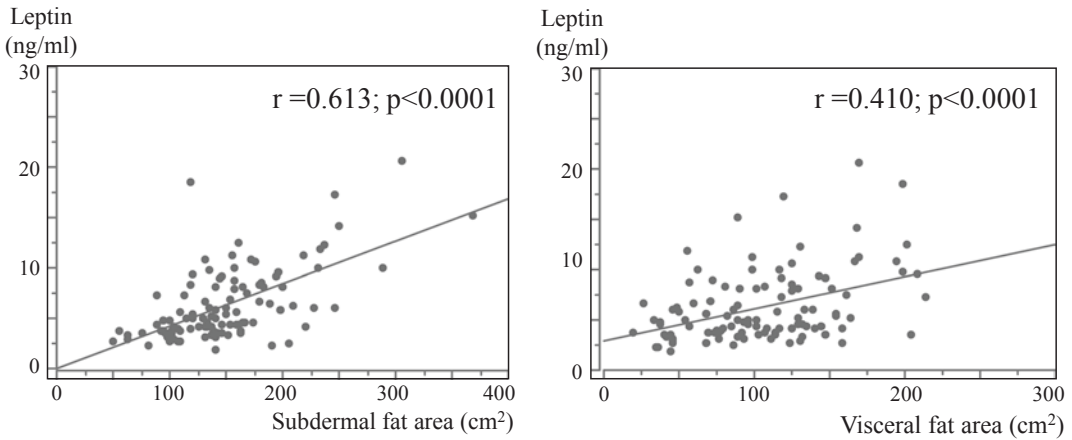 Leptin
(ng/ml)
30
r =0.613; p<0.0001
20
10
0
0 100 200 300 400
Subdermal fat area (cm²)
Leptin
(ng/ml)
30
r =0.410; p<0.0001
20
10
0
0 100 200 300
Visceral fat area (cm²)